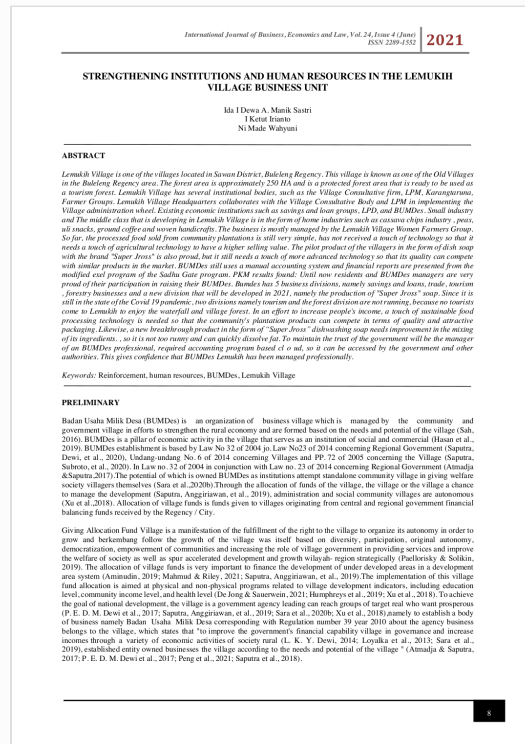 International Journal of Business, Economics and Law, Vol. 24, Issue 4 (June)
ISSN 2289-1552
2021
STRENGTHENING INSTITUTIONS AND HUMAN RESOURCES IN THE LEMUKIH
VILLAGE BUSINESS UNIT
Ida I Dewa A. Manik Sastri
I Ketut Irianto
Ni Made Wahyuni
ABSTRACT
Lemukih Village is one of the villages located in Sawan District, Buleleng Regency. This village is known as one of the Old Villages
in the Buleleng Regency area. The forest area is approximately 250 HA and is a protected forest area that is ready to be used as
a tourism forest. Lemukih Village has several institutional bodies, such as the Village Consultative firm, LPM, Karangtaruna,
Farmer Groups. Lemukih Village Headquarters collaborates with the Village Consultative Body and LPM in implementing the
Village administration wheel. Existing economic institutions such as savings and loan groups, LPD, and BUMDes. Small industry
and The middle class that is developing in Lemukih Village is in the form of home industries such as cassava chips industry , peas,
uli snacks, ground coffee and woven handicrafts. The business is mostly managed by the Lemukih Village Women Farmers Group.
So far, the processed food sold from community plantations is still very simple, has not received a touch of technology so that it
needs a touch of agricultural technology to have a higher selling value. The pilot product of the villagers in the form of dish soap
with the brand "Super Jross" is also proud, but it still needs a touch of more advanced technology so that its quality can compete
with similar products in the market. BUMDes still uses a manual accounting system and financial reports are presented from the
modified exel program of the Sadhu Gate program. PKM results found: Until now residents and BUMDes managers are very
proud of their participation in raising their BUMDes. Bumdes has 5 business divisions, namely savings and loans, trade, tourism
, forestry businesses and a new division that will be developed in 2021, namely the production of "Super Jross" soap. Since it is
still in the state of the Covid 19 pandemic, two divisions namely tourism and the forest division are not running, because no tourists
come to Lemukih to enjoy the waterfall and village forest. In an effort to increase people's income, a touch of sustainable food
processing technology is needed so that the community's plantation products can compete in terms of quality and attractive
packaging. Likewise, a new breakthrough product in the form of "Super Jross" dishwashing soap needs improvement in the mixing
of its ingredients. , so it is not too runny and can quickly dissolve fat. To maintain the trust of the government will be the manager
of an BUMDes professional, required accounting program based cl o ud, so it can be accessed by the government and other
authorities. This gives confidence that BUMDes Lemukih has been managed professionally.
Keywords: Reinforcement, human resources, BUMDes, Lemukih Village
PRELIMINARY
Badan Usaha Milik Desa (BUMDes) is an organization of business village which is managed by the community and
government village in efforts to strengthen the rural economy and are formed based on the needs and potential of the village (Sah,
2016). BUMDes is a pillar of economic activity in the village that serves as an institution of social and commercial (Hasan et al.,
2019). BUMDes establishment is based by Law No 32 of 2004 jo. Law No23 of 2014 concerning Regional Government (Saputra,
Dewi, et al., 2020), Undang-undang No. 6 of 2014 concerning Villages and PP. 72 of 2005 concerning the Village (Saputra,
Subroto, et al., 2020). In Law no. 32 of 2004 in conjunction with Law no. 23 of 2014 concerning Regional Government (Atmadja
&Saputra,2017).The potential of which is owned BUMDes as institutions attempt standalone community village in giving welfare
society villagers themselves (Sara et al.,2020b).Through the allocation of funds of the village, the village or the village a chance
to manage the development (Saputra, Anggiriawan, et al., 2019), administration and social community villages are autonomous
(Xu et al.,2018). Allocation of village funds is given to villages originating from central and regional government financial
balancing funds received by the Regency / City.
Giving Allocation Fund Village is a manifestation of the fulfillment of the right to the village to organize its autonomy in order to
grow and berkembang follow the growth of the village was itself based on diversity, participation, original autonomy,
democratization, empowerment of communities and increasing the role of village government in providing services and improve
the welfare of society as well as spur accelerated development and growth wilayah- region strategically (Paellorisky & Solikin,
2019). The allocation of village funds is very important to finance the development of under developed areas in a development
area system (Aminudin, 2019; Mahmud & Riley, 2021; Saputra, Anggiriawan, et al., 2019).The implementation of this village
fund allocation is aimed at physical and non-physical programs related to village development indicators, including education
level, community income level, and health level (De Jong & Sauerwein, 2021; Humphreys et al., 2019; Xu et al., 2018). To achieve
the goal of national development, the village is a government agency leading can reach groups of target real who want prosperous
(P. E. D. M. Dewi et al., 2017; Saputra, Anggiriawan, et al., 2019; Sara et al., 2020b; Xu et al., 2018).namely to establish a body
of business namely Badan Usaha Milik Desa corresponding with Regulation number 39 year 2010 about the agency business
belongs to the village, which states that "to improve the government's financial capability village in governance and increase
incomes through a variety of economic activities of society rural (L. K. Y. Dewi, 2014; Loyalka et al., 2013; Sara et al.,
2019), established entity owned businesses the village according to the needs and potential of the village " (Atmadja & Saputra,
2017; P. E. D. M. Dewi et al., 2017; Peng et al., 2021; Saputra et al., 2018).
8